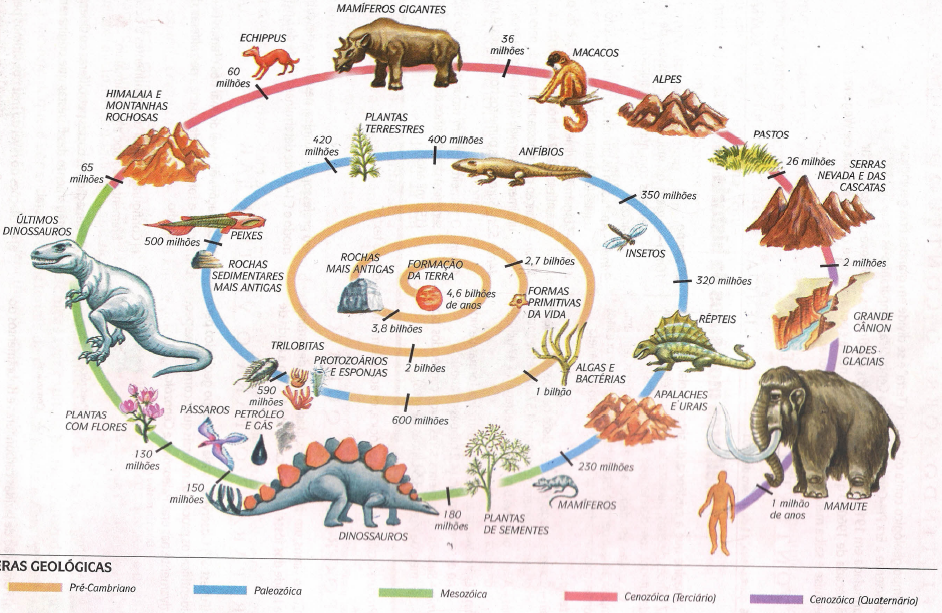 MAMÍFEROS GIGANTES
ECHIPPUS
36
milhões
MACACOS
60
milhões
ALPES
HIMALAIA E
MONTANHAS
ROCHOSAS
PLANTAS
TERRESTRES
420
milhões
400 milhões
ANFÍBIOS
PASTOS
26 milhões
SERRAS
NEVADA E DAS
CASCATAS
65
milhões
350 milhões
ÚLTIMOS
DINOSSAUROS
500 milhões
PEIXES
INSETOS
ROCHAS
SEDIMENTARES
MAIS ANTIGAS
ROCHAS
MAIS ANTIGAS
FORMAÇÃO
DA TERRA
2,7 bilhões
2 milhões
4,6 bilhões
de anos
FORMAS
PRIMITIVAS
DA VIDA
320 milhões
3,8 bilhões
RÉPTEIS
GRANDE
CÂNION
TRILOBITAS
PROTOZOÁRIOS
E ESPONJAS
2 bilhões
IDADES
GLACIAIS
ALGAS E
BACTÉRIAS
590
milhões
1 bilhão
APALACHES
E URAIS
PLANTAS
COM FLORES
PÁSSAROS
PETRÓLEO
E GÁS
600 milhões
130
milhões
230 milhões
150
milhões
MAMÍFEROS
1 milhão
de anos
MAMUTE
180
milhões
PLANTAS
DE SEMENTES
DINOSSAUROS
ERAS GEOLÓGICAS
Pré-Cambriano
Paleozóica
Mesozóica
Cenozóica (Terciário)
Cenozóica (Quaternário)